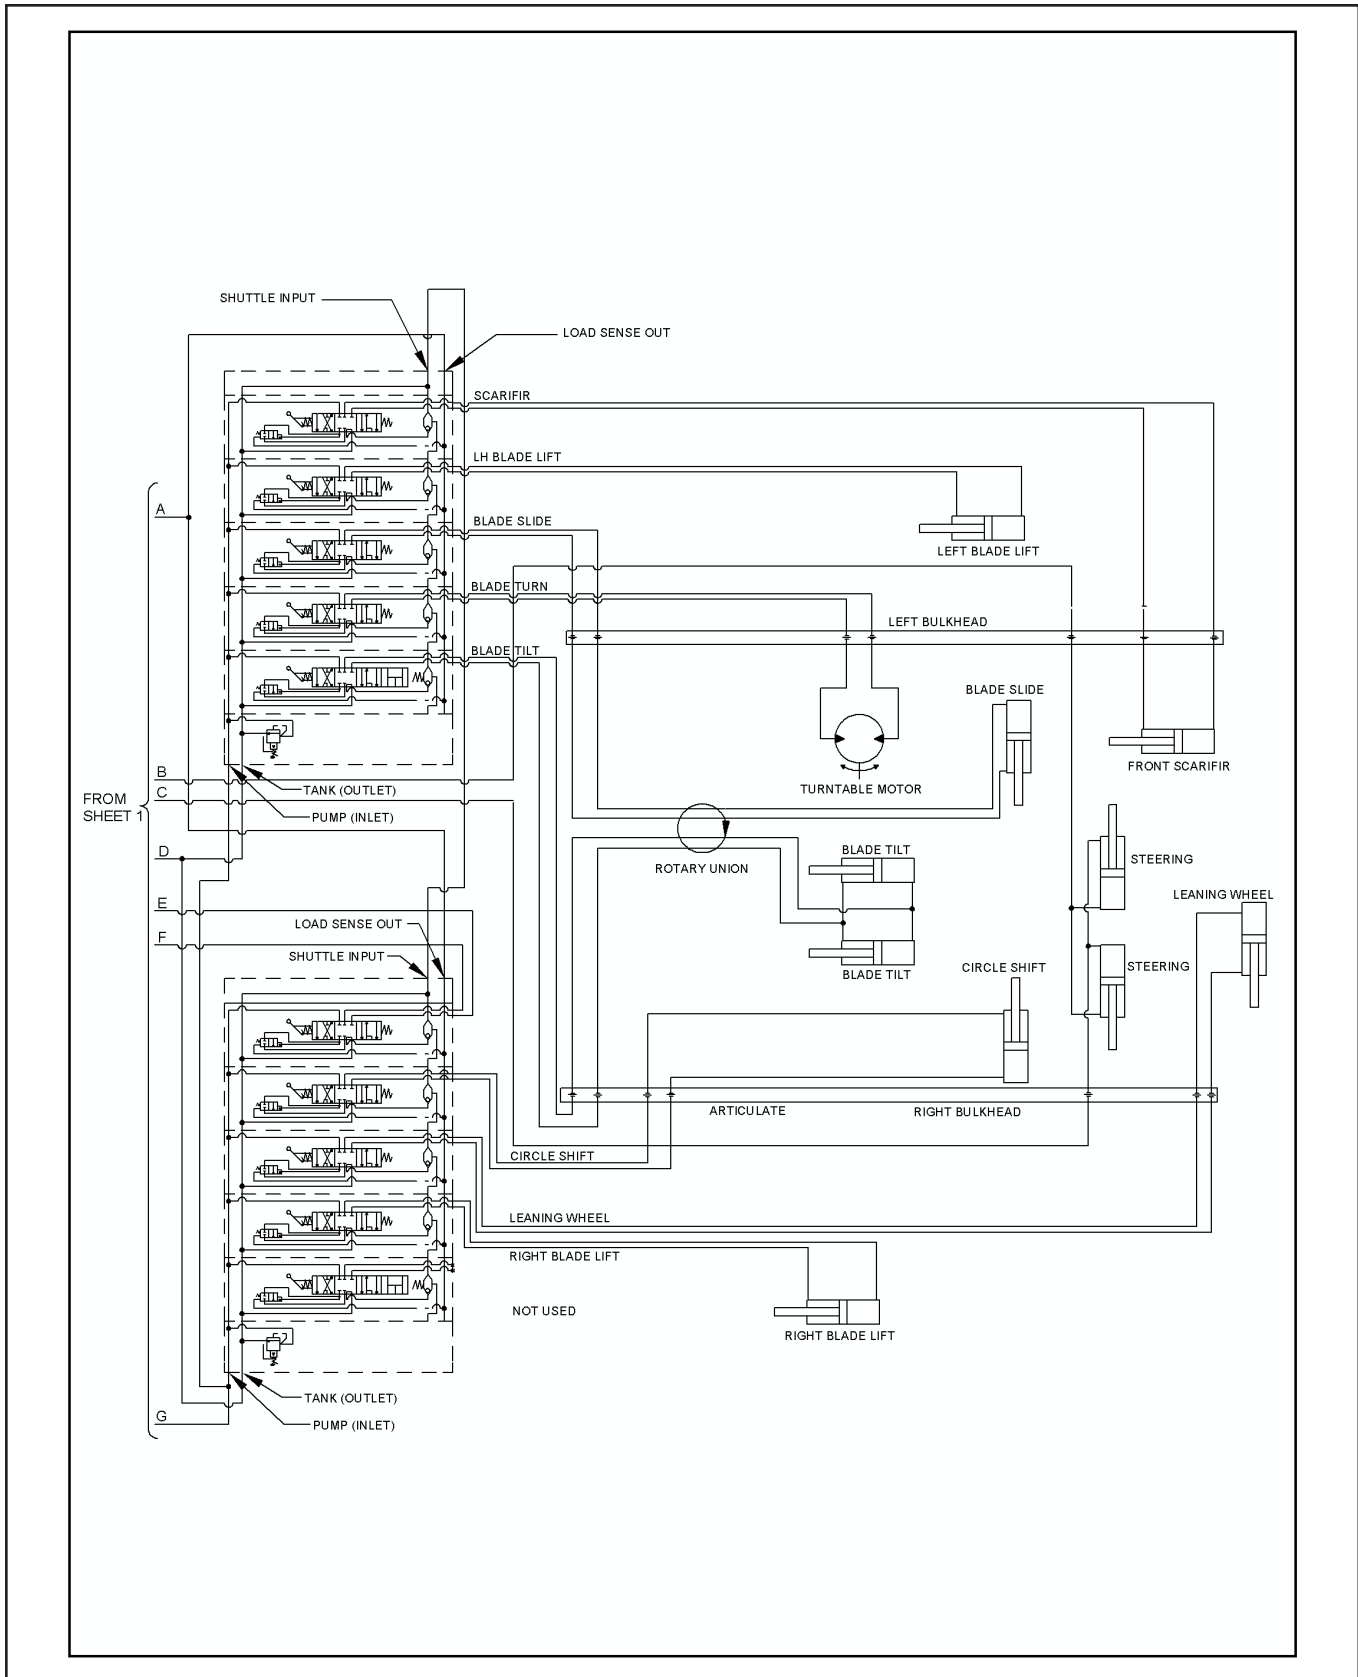 SHUTTLE INPUT
LOAD SENSE OUT
SCARIFIR
LH BLADE LIFT
A
BLADE SLIDE
LEFT BLADE LIFT
BLADE TURN
LEFT BULKHEAD
BLADE TILT
BLADE SLIDE
FRONT SCARIFIR
B
TURNTABLE MOTOR
TANK (OUTLET)
C
FROM
SHEET 1
PUMP (INLET)
D
BLADE TILT
STEERING
ROTARY UNION
LEANING WHEEL
E
LOAD SENSE OUT
F
SHUTTLE INPUT
CIRCLE SHIFT
STEERING
BLADE TILT
ARTICULATE
RIGHT BULKHEAD
CIRCLE SHIFT
LEANING WHEEL
RIGHT BLADE LIFT
NOT USED
RIGHT BLADE LIFT
TANK (OUTLET)
G
PUMP (INLET)